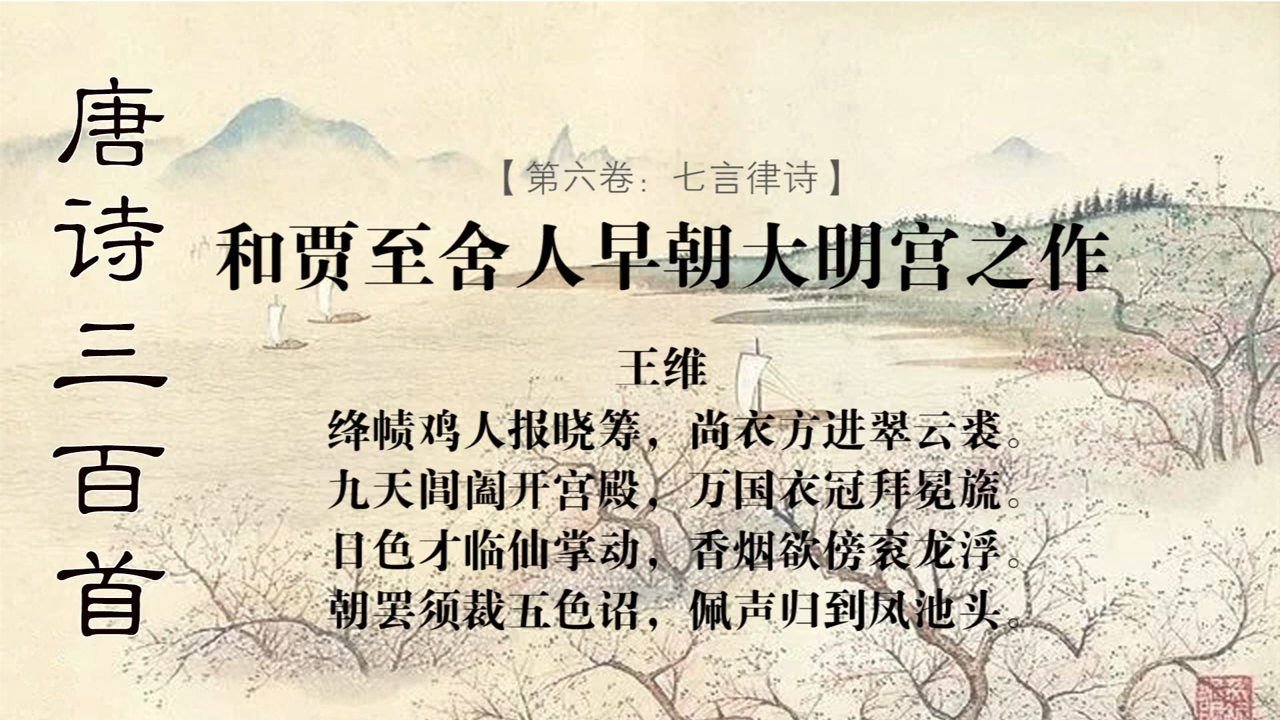 唐诗三百首
【第六卷：七言律诗】
和贾至舍人早朝大明宫之作
王维
绛帻鸡人报晓筹，尚衣方进翠云裘。
九天阊阖开宫殿，万国衣冠拜冕旒。
日色才临仙掌动，香烟欲傍衮龙浮。
朝罢须裁五色诏，佩声归到凤池头。